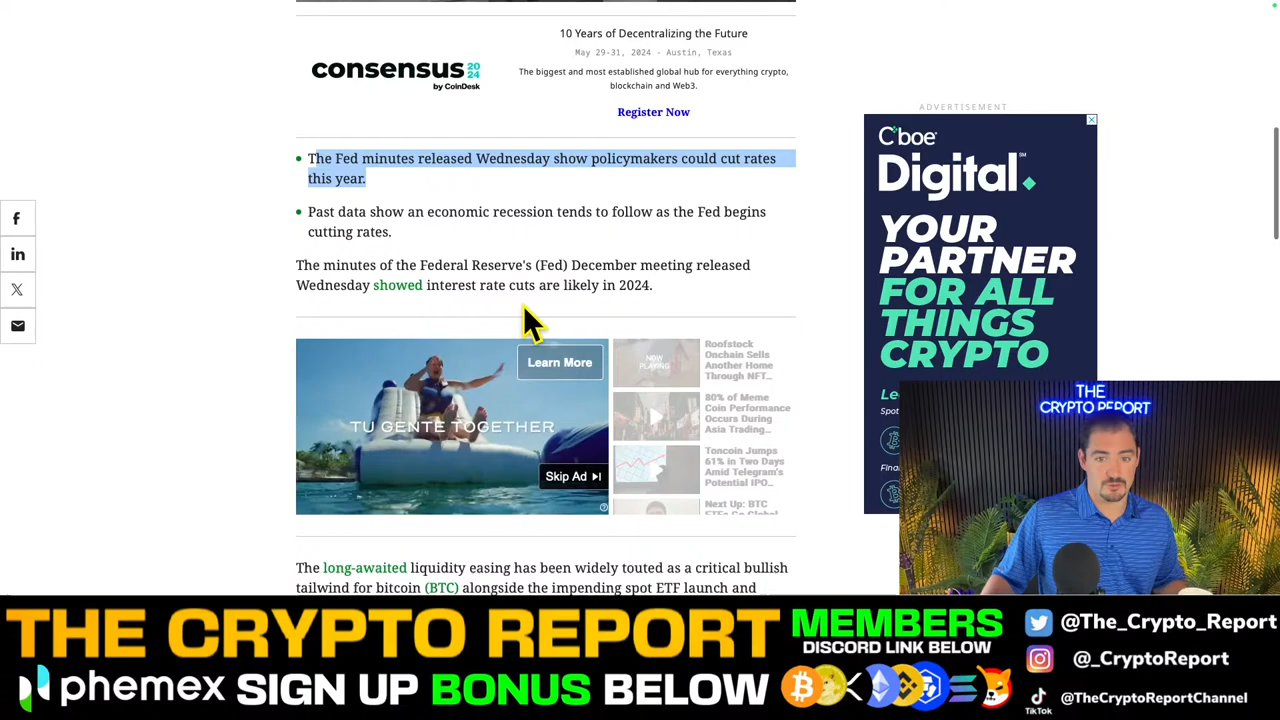 10 Years of Decentralizing the Future
May 29-31, 2024 - Austin, Texas
consensus 2024
by CoinDesk
The biggest and most established global hub for everything crypto,
blockchain and Web3.
Register Now
The Fed minutes released Wednesday show policymakers could cut rates
this year.
Past data show an economic recession tends to follow as the Fed begins
cutting rates.
The minutes of the Federal Reserve's (Fed) December meeting released
Wednesday showed interest rate cuts are likely in 2024.
Learn More
TU GENTE TOGETHER
Skip Ad
NOW
PLAYING
Roofstock
Onchain Sells
Another Home
Through NFT...
80% of Meme
Coin Performance
Occurs During
Asia Trading...
Toncoin Jumps
61% in Two Days
Amid Telegram's
Potential IPO...
Next Up: BTC
The long-awaited liquidity easing has been widely touted as a critical bullish
tailwind for bitcoin (BTC) alongside the impending spot ETF launch and
ADVERTISEMENT
Cboe
Digital
SM
YOUR
PARTNER
FOR ALL
THINGS
CRYPTO
THE
CRYPTO REPORT
THE CRYPTO REPORT
MEMBERS
DISCORD LINK BELOW
@The_Crypto_Report
@_CryptoReport
phemex SIGN UP BONUS BELOW
TikTok
@TheCryptoReportChannel